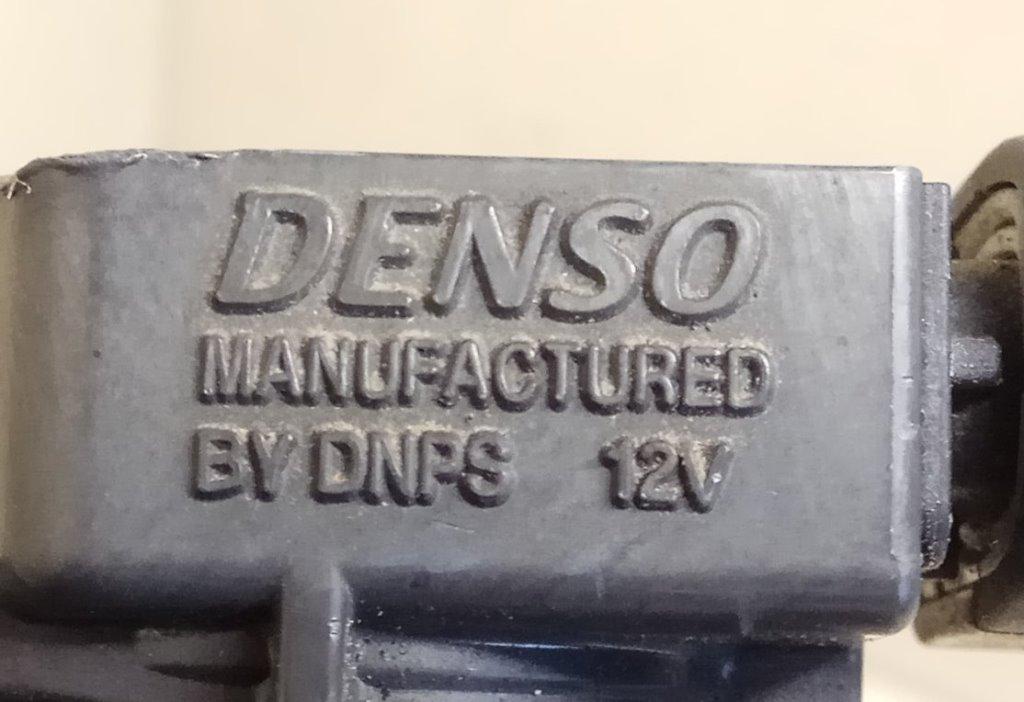 DENSO
MANUFACTURED
BY DNPS 12V